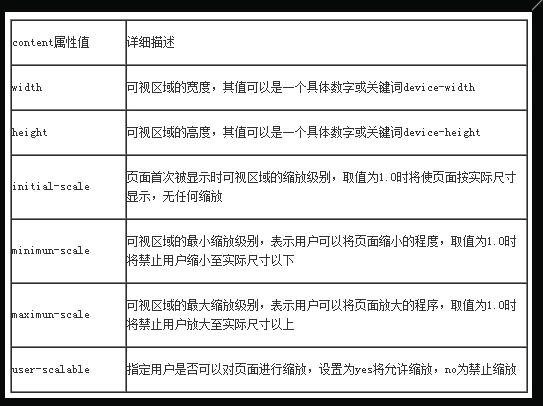 content属性值 详细描述
width 可视区域的宽度，其值可以是一个具体数字或关键词device-width
height 可视区域的高度，其值可以是一个具体数字或关键词device-height
initial-scale 页面首次被显示时可视区域的缩放级别，取值为1.0时将使页面按实际尺寸
显示，无任何缩放
minimun-scale 可视区域的最小缩放级别，表示用户可以将页面缩小的程度，取值为1.0时
将禁止用户缩小至实际尺寸以下
maximun-scale 可视区域的最大缩放级别，表示用户可以将页面放大的程序，取值为1.0时
将禁止用户放大至实际尺寸以上
user-scalable 指定用户是否可以对页面进行缩放，设置为yes将允许缩放，no为禁止缩放